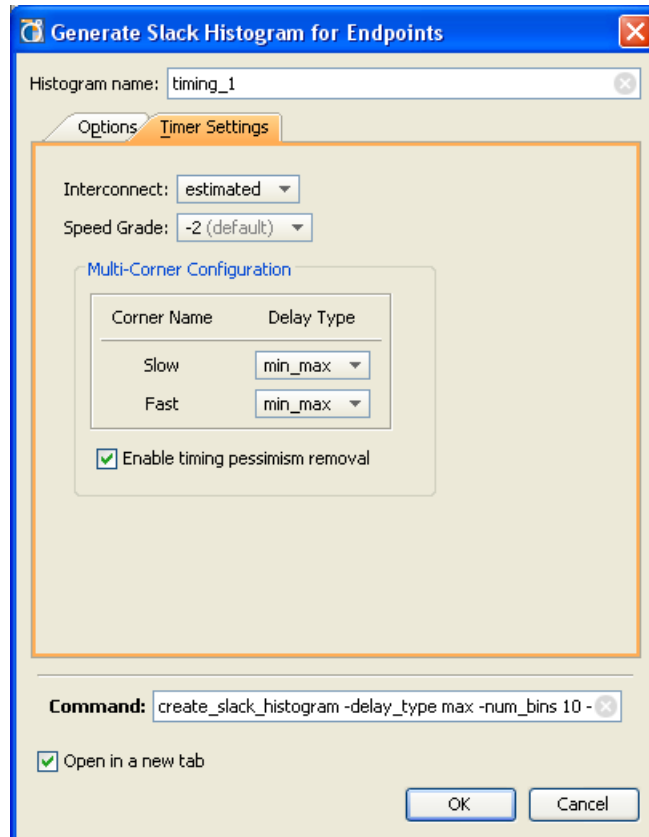 Generate Slack Histogram for Endpoints
Histogram name: timing_1
Options Timer Settings
Interconnect: estimated
Speed Grade: -2 (default)
Multi-Corner Configuration
Corner Name Delay Type
Slow min_max
Fast min_max
Enable timing pessimism removal
Command: create_slack_histogram -delay_type max -num_bins 10 -
Open in a new tab
OK Cancel